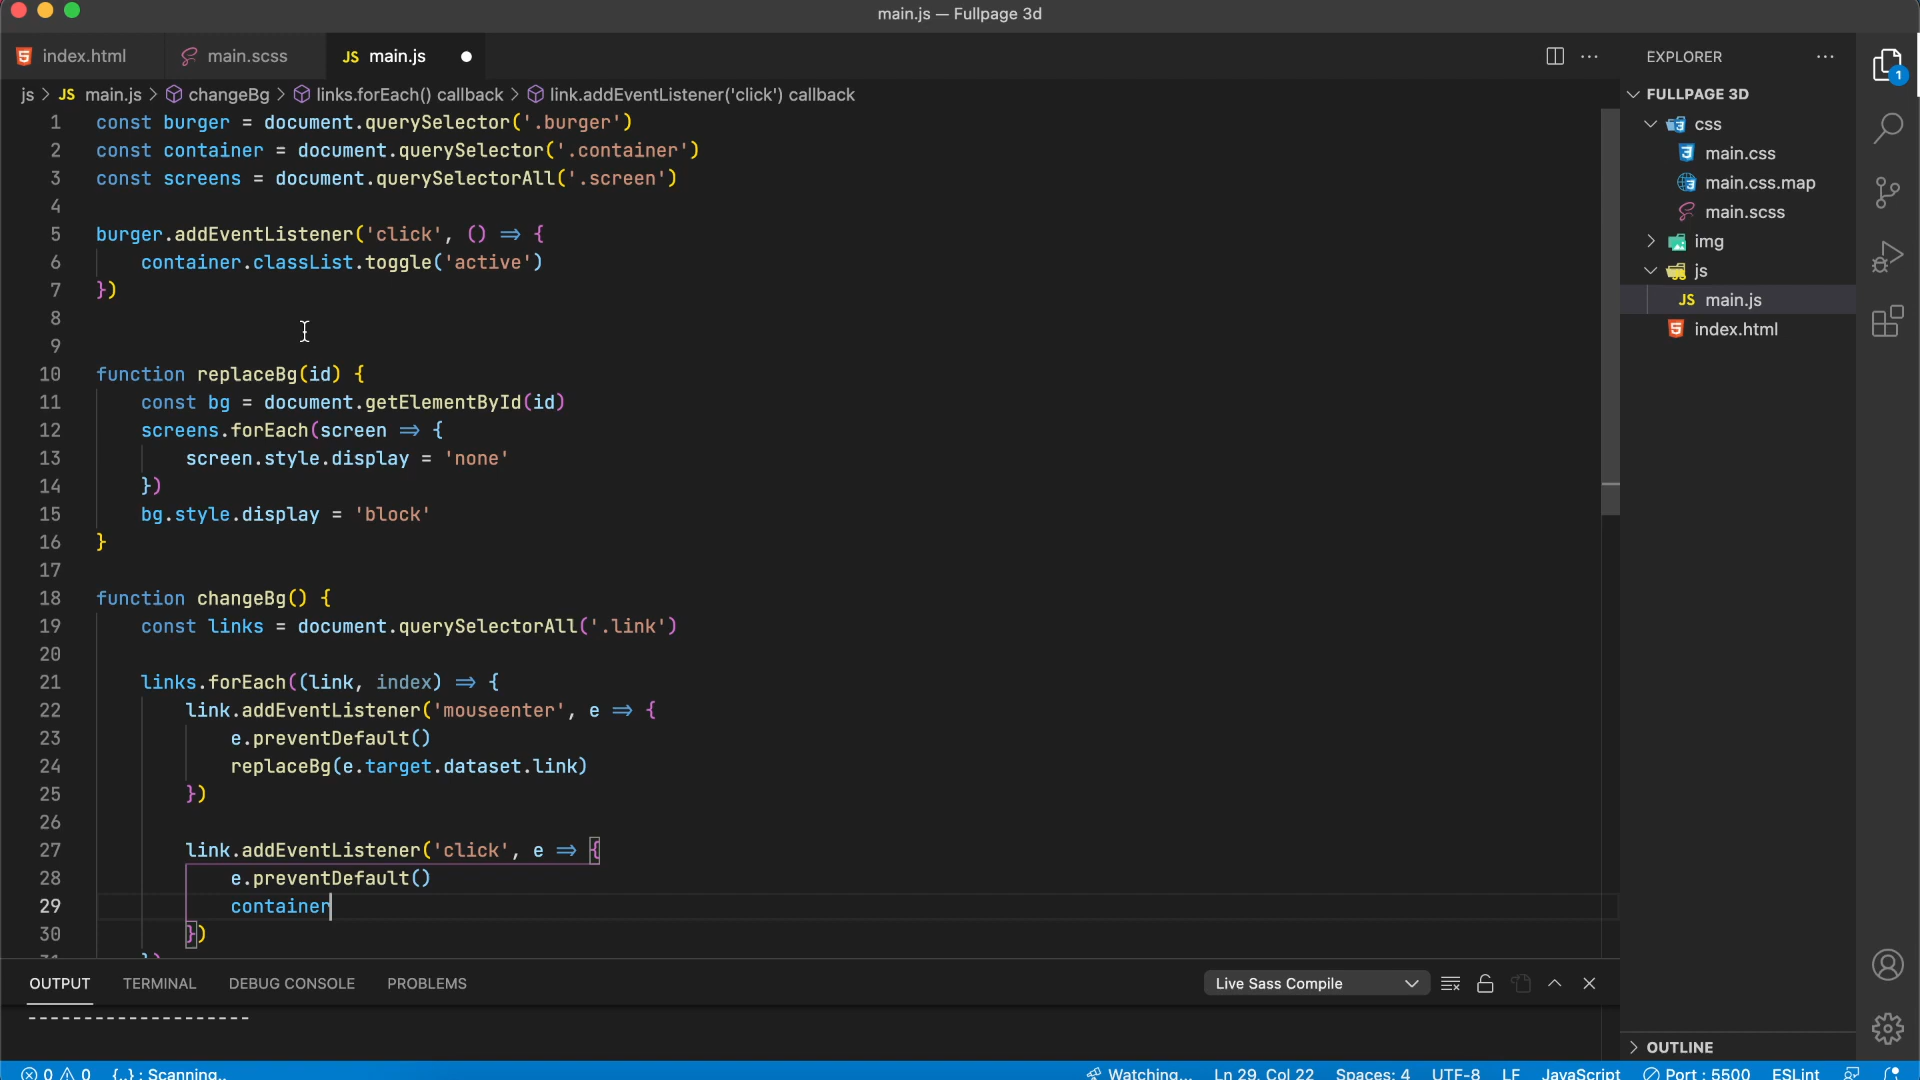 main.js — Fullpage 3d
index.html
main.scss
JS main.js
EXPLORER
js > JS main.js > changeBg > links.forEach() callback > link.addEventListener('click') callback
FULLPAGE 3D
css
main.css
main.css.map
main.scss
img
js
JS main.js
index.html
1 const burger = document.querySelector('.burger')
2 const container = document.querySelector('.container')
3 const screens = document.querySelectorAll('.screen')
4
5 burger.addEventListener('click', () => {
6 container.classList.toggle('active')
7 })
8
9
10 function replaceBg(id) {
11 const bg = document.getElementById(id)
12 screens.forEach(screen => {
13 screen.style.display = 'none'
14 })
15 bg.style.display = 'block'
16 }
17
18 function changeBg() {
19 const links = document.querySelectorAll('.link')
20
21 links.forEach((link, index) => {
22 link.addEventListener('mouseenter', e => {
23 e.preventDefault()
24 replaceBg(e.target.dataset.link)
25 })
26
27 link.addEventListener('click', e => {
28 e.preventDefault()
29 container
30 })
31 })
1
OUTPUT TERMINAL DEBUG CONSOLE PROBLEMS
Live Sass Compile
--------------------
OUTLINE
0 0 {..} : Scanning..
Watching... Ln 29, Col 22 Spaces: 4 UTF-8 LF JavaScript Port : 5500 ESLint